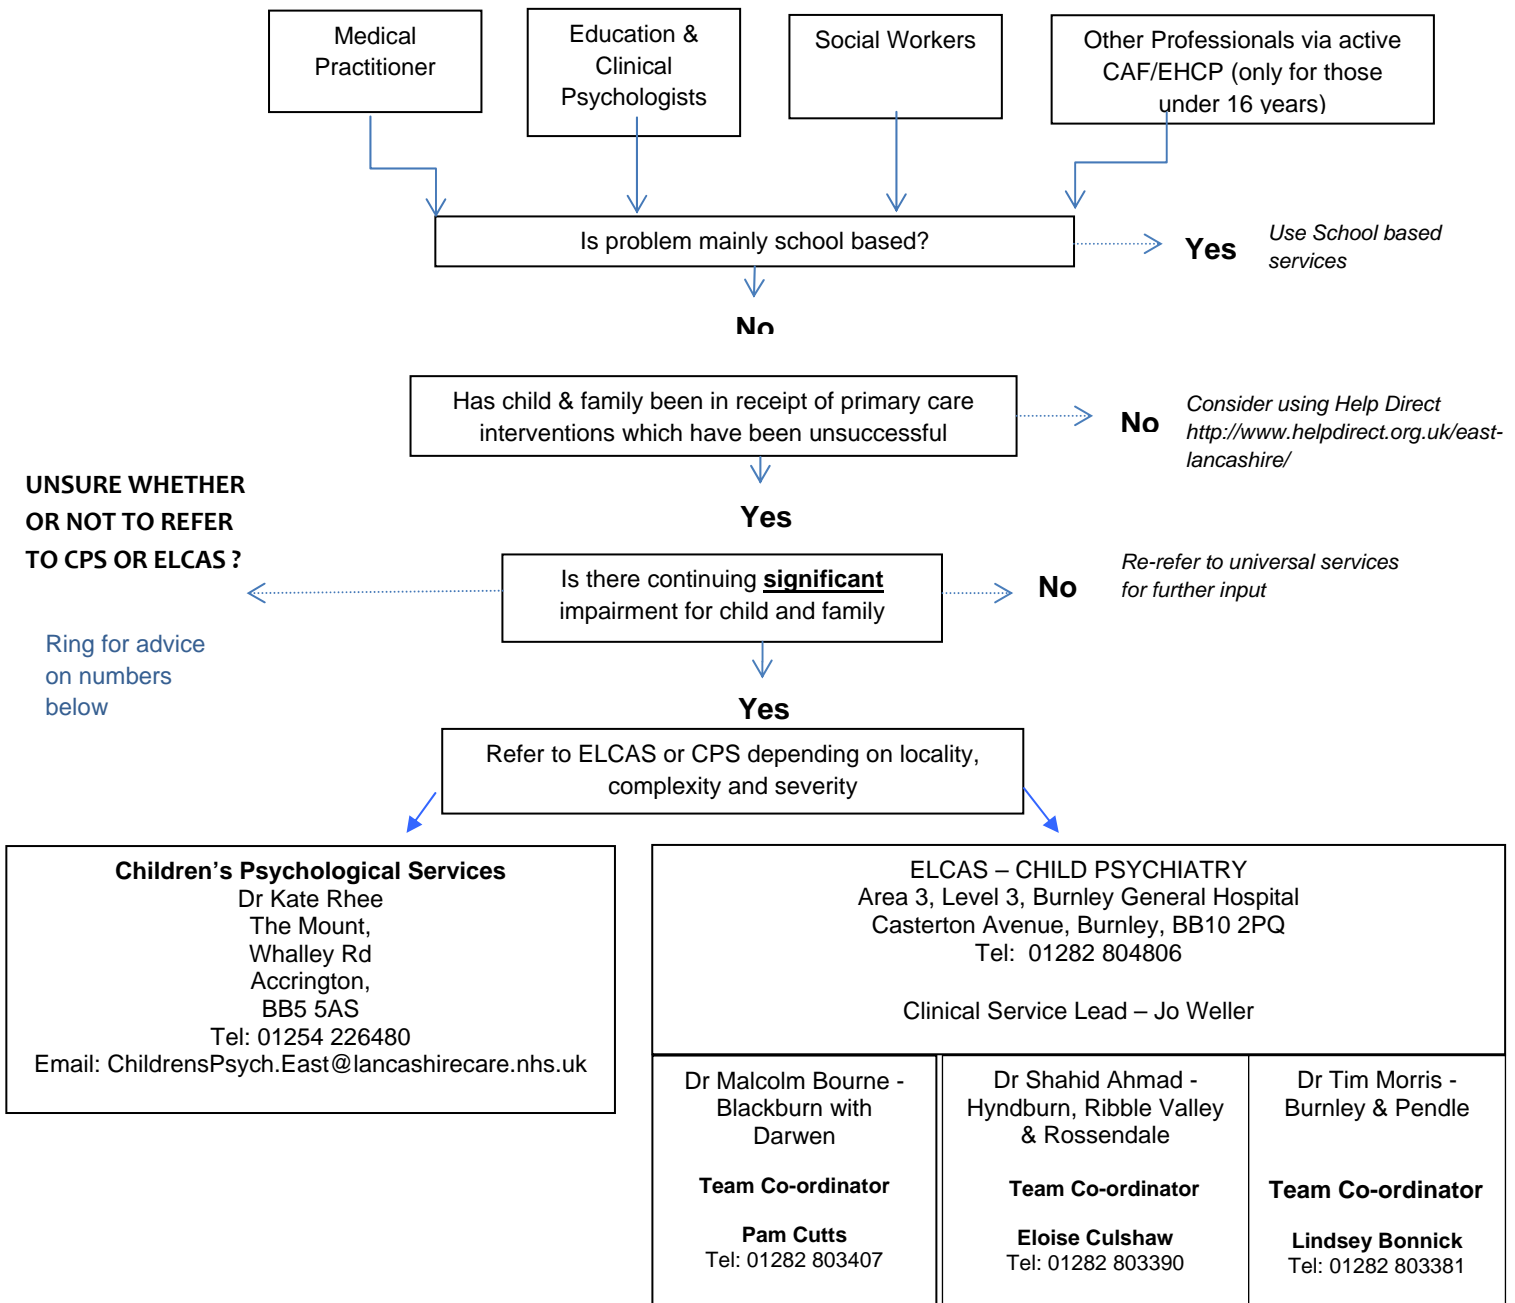 Medical
Practitioner
Education &
Clinical
Psychologists
Social Workers
Other Professionals via active
CAF/EHCP (only for those
under 16 years)
Is problem mainly school based?
Yes
Use School based
services
No
Has child & family been in receipt of primary care
interventions which have been unsuccessful
No
Consider using Help Direct
http://www.helpdirect.org.uk/east-
lancashire/
Yes
UNSURE WHETHER
OR NOT TO REFER
TO CPS OR ELCAS ?
Ring for advice
on numbers
below
Is there continuing significant
impairment for child and family
No
Re-refer to universal services
for further input
Yes
Refer to ELCAS or CPS depending on locality,
complexity and severity
Children’s Psychological Services
Dr Kate Rhee
The Mount,
Whalley Rd
Accrington,
BB5 5AS
Tel: 01254 226480
Email: ChildrensPsych.East@lancashirecare.nhs.uk
ELCAS – CHILD PSYCHIATRY
Area 3, Level 3, Burnley General Hospital
Casterton Avenue, Burnley, BB10 2PQ
Tel: 01282 804806
Clinical Service Lead – Jo Weller
Dr Malcolm Bourne -
Blackburn with
Darwen
Team Co-ordinator
Pam Cutts
Tel: 01282 803407
Dr Shahid Ahmad -
Hyndburn, Ribble Valley
& Rossendale
Team Co-ordinator
Eloise Culshaw
Tel: 01282 803390
Dr Tim Morris -
Burnley & Pendle
Team Co-ordinator
Lindsey Bonnick
Tel: 01282 803381